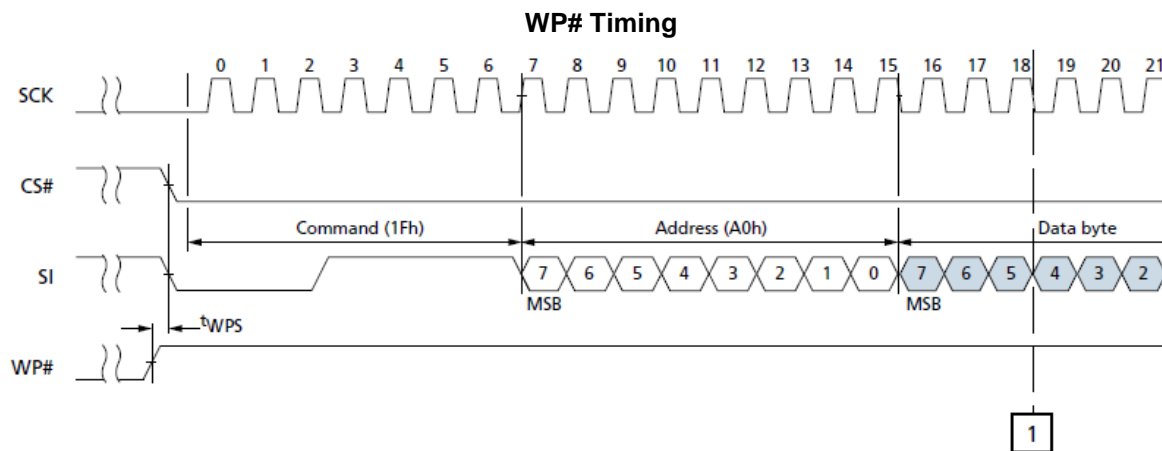 WP# Timing
0 1 2 3 4 5 6 7 8 9 10 11 12 13 14 15 16 17 18 19 20 21
SCK
CS#
Command (1Fh) Address (A0h) Data byte
SI 7 6 5 4 3 2 1 0 7 6 5 4 3 2
MSB MSB
tWPS
WP#
1